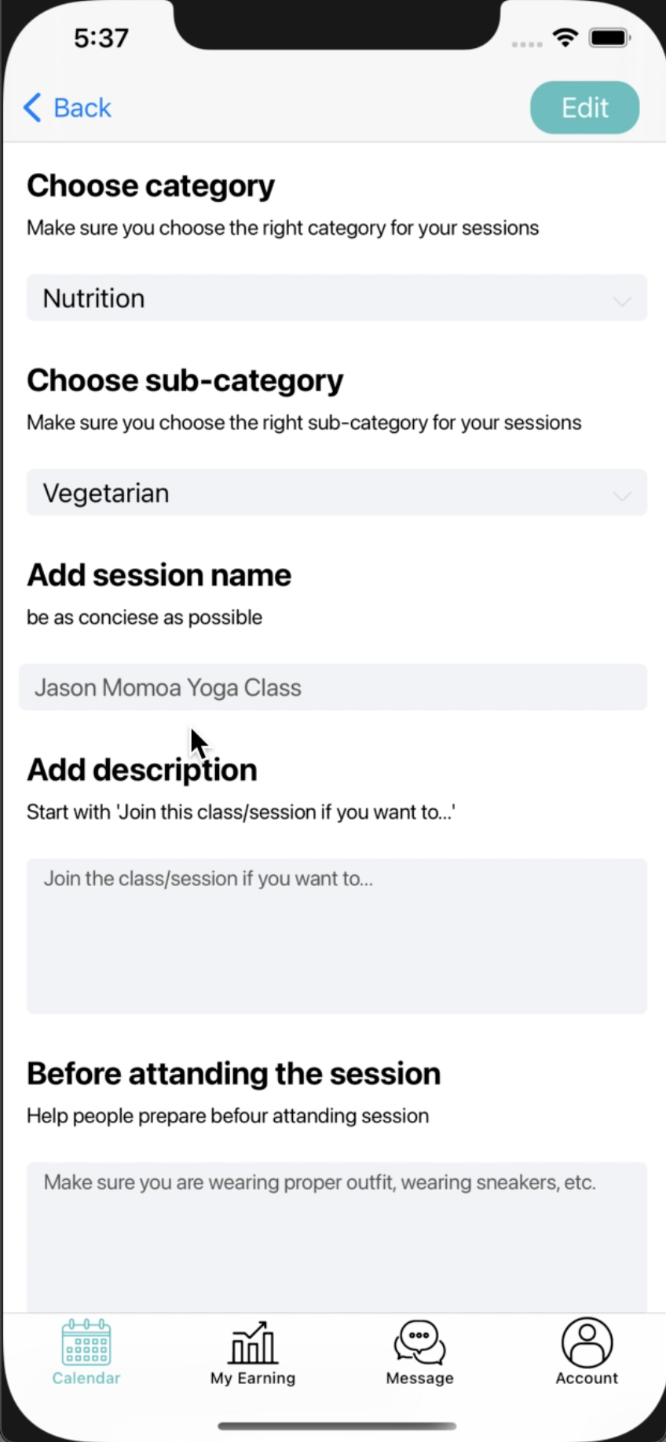 5:37
Back
Edit
Choose category
Make sure you choose the right category for your sessions
Nutrition
Choose sub-category
Make sure you choose the right sub-category for your sessions
Vegetarian
Add session name
be as conciese as possible
Jason Momoa Yoga Class
Add description
Start with 'Join this class/session if you want to...'
Join the class/session if you want to...
Before attanding the session
Help people prepare befour attanding session
Make sure you are wearing proper outfit, wearing sneakers, etc.
Calendar
My Earning
Message
Account